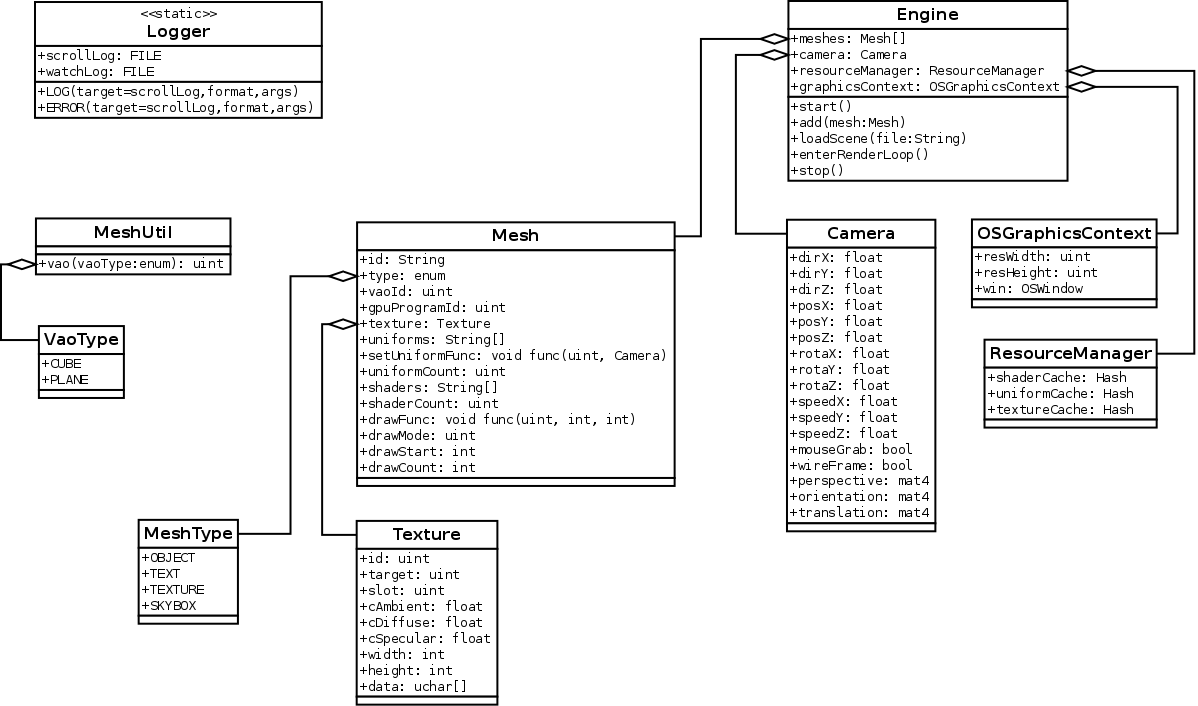 <<static>>
Logger
+scrollLog: FILE
+watchLog: FILE
+LOG(target=scrollLog,format,args)
+ERROR(target=scrollLog,format,args)
Engine
+meshes: Mesh[]
+camera: Camera
+resourceManager: ResourceManager
+graphicsContext: OSGraphicsContext
+start()
+add(mesh:Mesh)
+loadScene(file:String)
+enterRenderLoop()
+stop()
MeshUtil
+vao(vaoType:enum): uint
VaoType
+CUBE
+PLANE
Mesh
+id: String
+type: enum
+vaoId: uint
+gpuProgramId: uint
+texture: Texture
+uniforms: String[]
+setUniformFunc: void func(uint, Camera)
+uniformCount: uint
+shaders: String[]
+shaderCount: uint
+drawFunc: void func(uint, int, int)
+drawMode: uint
+drawStart: int
+drawCount: int
Camera
+dirX: float
+dirY: float
+dirZ: float
+posX: float
+posY: float
+posZ: float
+rotaX: float
+rotaY: float
+rotaZ: float
+speedX: float
+speedY: float
+speedZ: float
+mouseGrab: bool
+wireFrame: bool
+perspective: mat4
+orientation: mat4
+translation: mat4
OSGraphicsContext
+resWidth: uint
+resHeight: uint
+win: OSWindow
ResourceManager
+shaderCache: Hash
+uniformCache: Hash
+textureCache: Hash
MeshType
+OBJECT
+TEXT
+TEXTURE
+SKYBOX
Texture
+id: uint
+target: uint
+slot: uint
+cAmbient: float
+cDiffuse: float
+cSpecular: float
+width: int
+height: int
+data: uchar[]